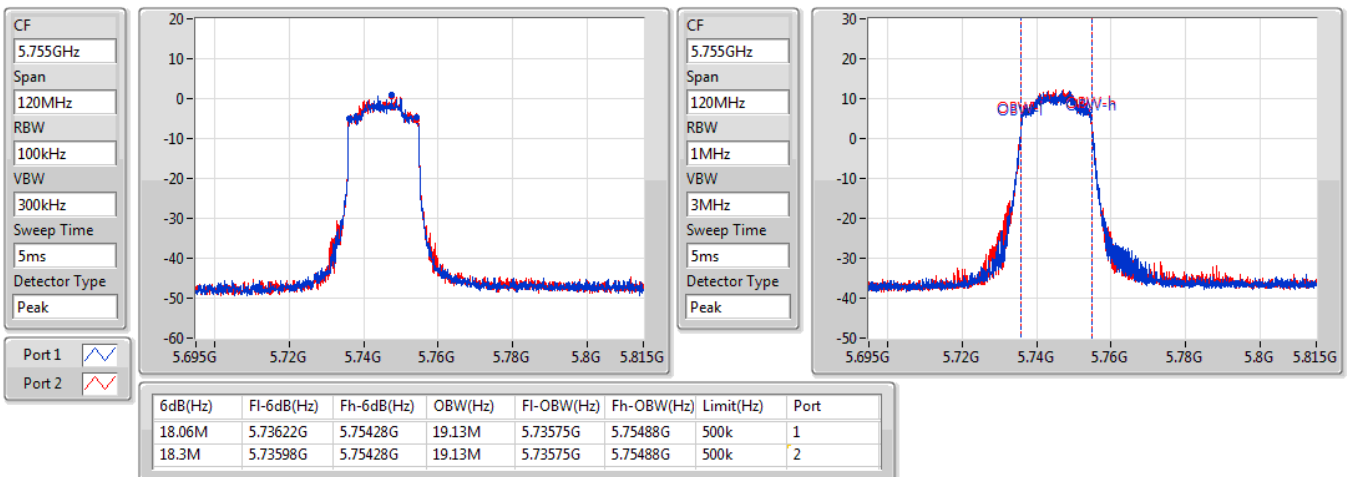 CF
5.755GHz
Span
120MHz
RBW
100kHz
VBW
300kHz
Sweep Time
5ms
Detector Type
Peak
Port 1
Port 2
20
10
0
-10
-20
-30
-40
-50
-60
5.695G 5.72G 5.74G 5.76G 5.78G 5.8G 5.815G
CF
5.755GHz
Span
120MHz
RBW
1MHz
VBW
3MHz
Sweep Time
5ms
Detector Type
Peak
30
20
10
0
-10
-20
-30
-40
-50
5.695G 5.72G 5.74G 5.76G 5.78G 5.8G 5.815G
OBW-h
6dB(Hz) Fl-6dB(Hz) Fh-6dB(Hz) OBW(Hz) Fl-OBW(Hz) Fh-OBW(Hz) Limit(Hz) Port
18.06M 5.73622G 5.75428G 19.13M 5.73575G 5.75488G 500k 1
18.3M 5.73598G 5.75428G 19.13M 5.73575G 5.75488G 500k 2